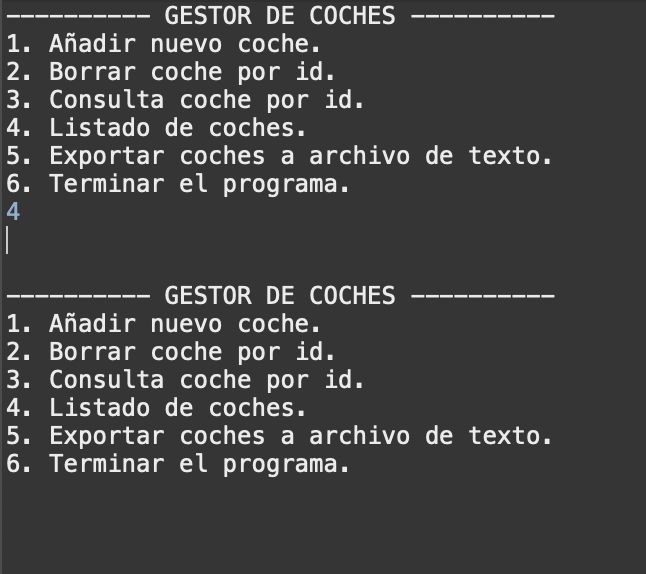 ---------- GESTOR DE COCHES ----------
1. Añadir nuevo coche.
2. Borrar coche por id.
3. Consulta coche por id.
4. Listado de coches.
5. Exportar coches a archivo de texto.
6. Terminar el programa.
4
---------- GESTOR DE COCHES ----------
1. Añadir nuevo coche.
2. Borrar coche por id.
3. Consulta coche por id.
4. Listado de coches.
5. Exportar coches a archivo de texto.
6. Terminar el programa.